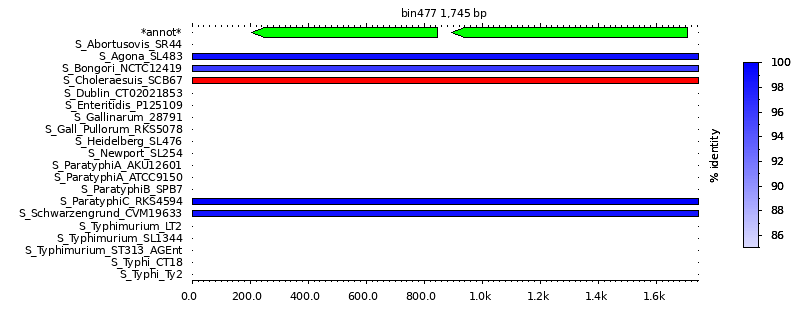 bin477 1,745 bp
*annot*
S_Abortusovis_SR44
S_Agona_SL483
S_Bongori_NCTC12419
S_Choleraesuis_SCB67
S_Dublin_CT02021853
S_Enteritidis_P125109
S_Gallinarum_28791
S_Gall_Pullorum_RKS5078
S_Heidelberg_SL476
S_Newport_SL254
S_ParatyphiA_AKU12601
S_ParatyphiA_ATCC9150
S_ParatyphiB_SPB7
S_ParatyphiC_RKS4594
S_Schwarzengrund_CVM19633
S_Typhimurium_LT2
S_Typhimurium_SL1344
S_Typhimurium_ST313_AGEnt
S_Typhi_CT18
S_Typhi_Ty2
0.0 200.0 400.0 600.0 800.0 1.0k 1.2k 1.4k 1.6k
% identity
100
98
96
94
92
90
88
86